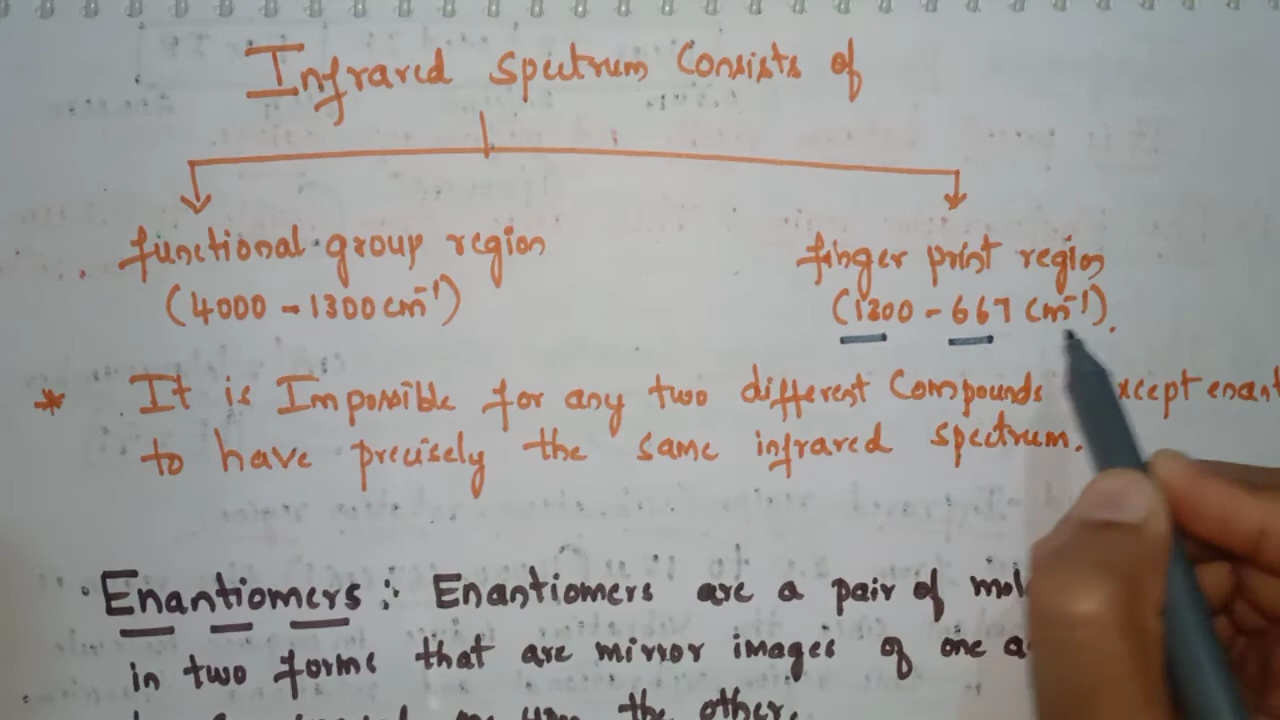 Infrared spectrum consists of
functional group region
(4000 - 1300 cm⁻¹)
finger print region
(1300 - 667 cm⁻¹).
* It is Impossible for any two different Compounds
to have precisely the same infrared spectrum.
Enantiomers : Enantiomers are a pair of
in two forms that are mirror images of one
the other.